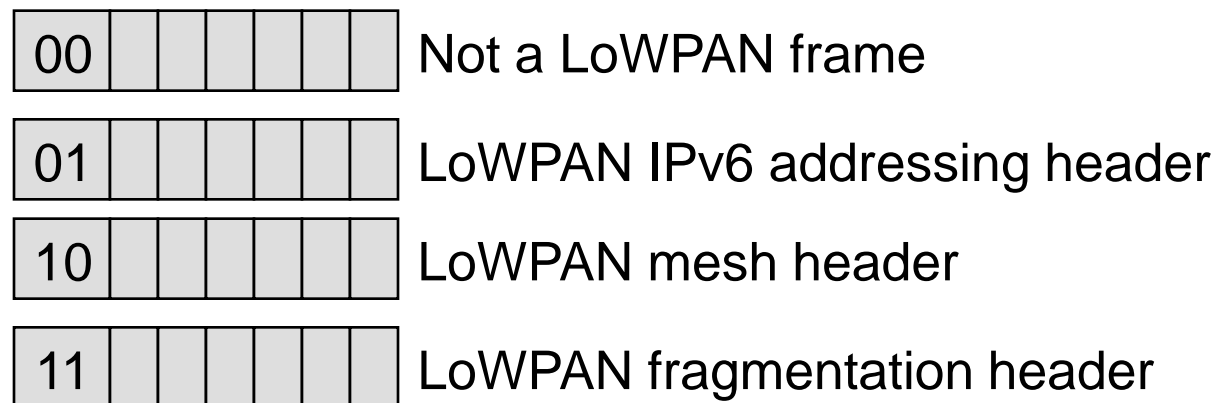 00 Not a LoWPAN frame
01 LoWPAN IPv6 addressing header
10 LoWPAN mesh header
11 LoWPAN fragmentation header